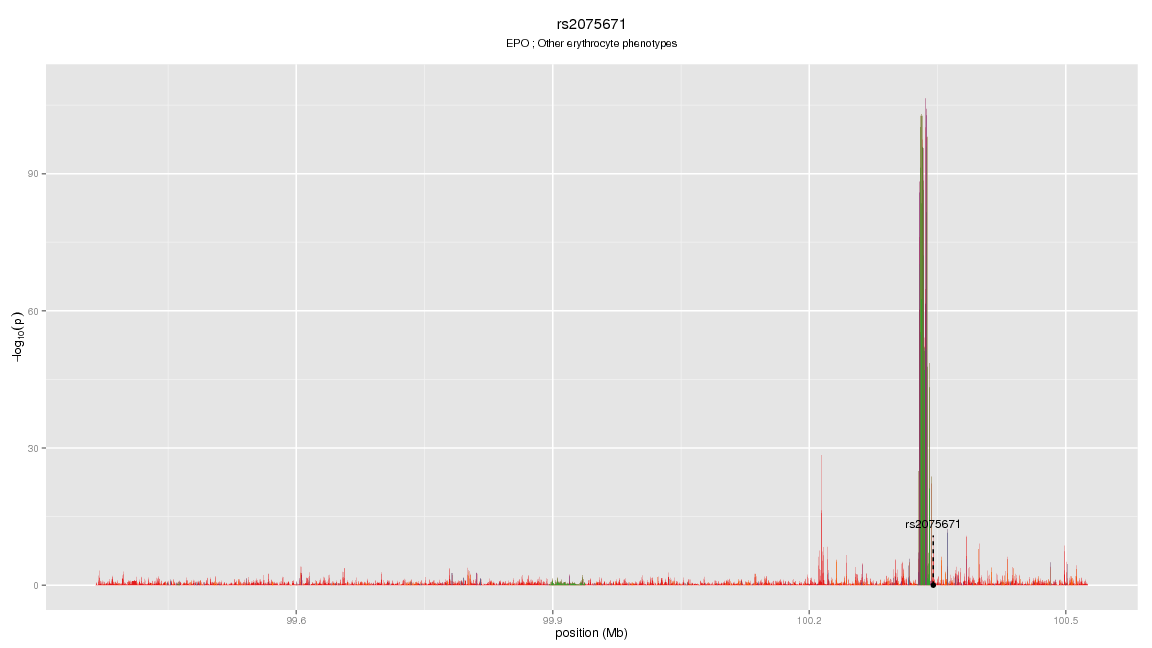 rs2075671
EPO ; Other erythrocyte phenotypes
90
60
30
0
−log₁₀(p)
rs2075671
99.6 99.9 100.2 100.5
position (Mb)